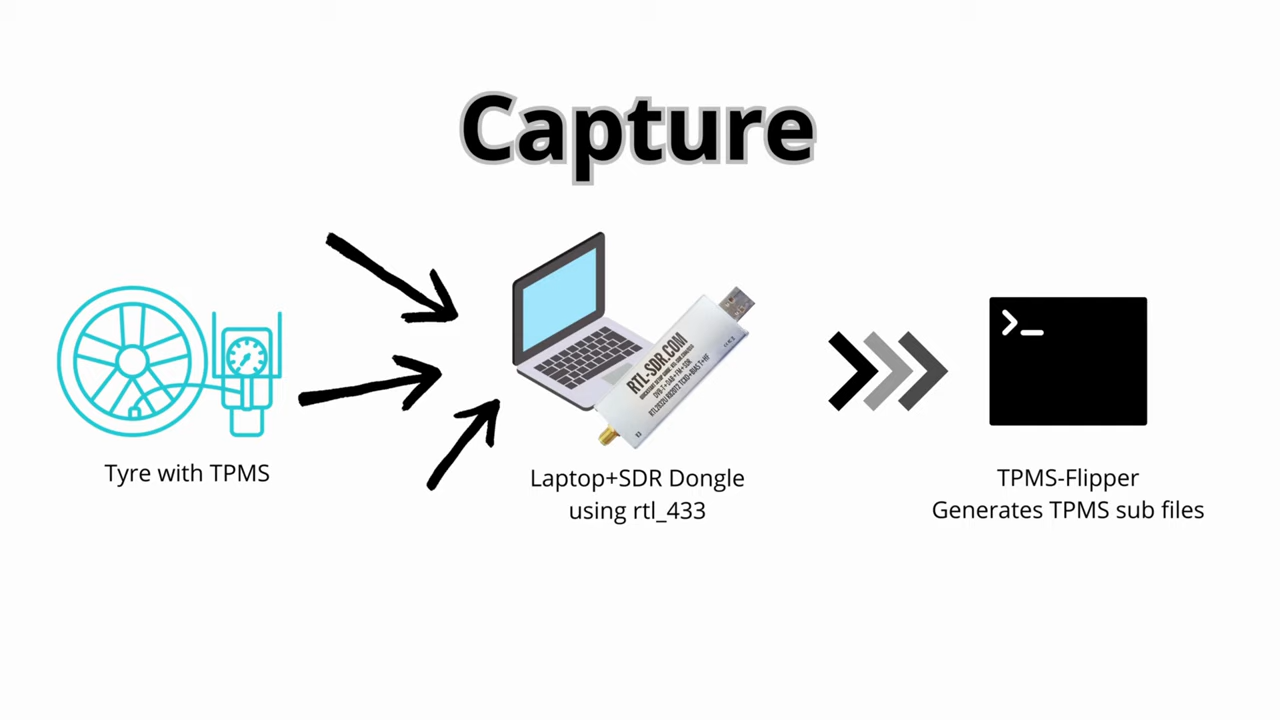 Capture
Tyre with TPMS
RTL-SDR.COM
Laptop+SDR Dongle
using rtl_433
TPMS-Flipper
Generates TPMS sub files